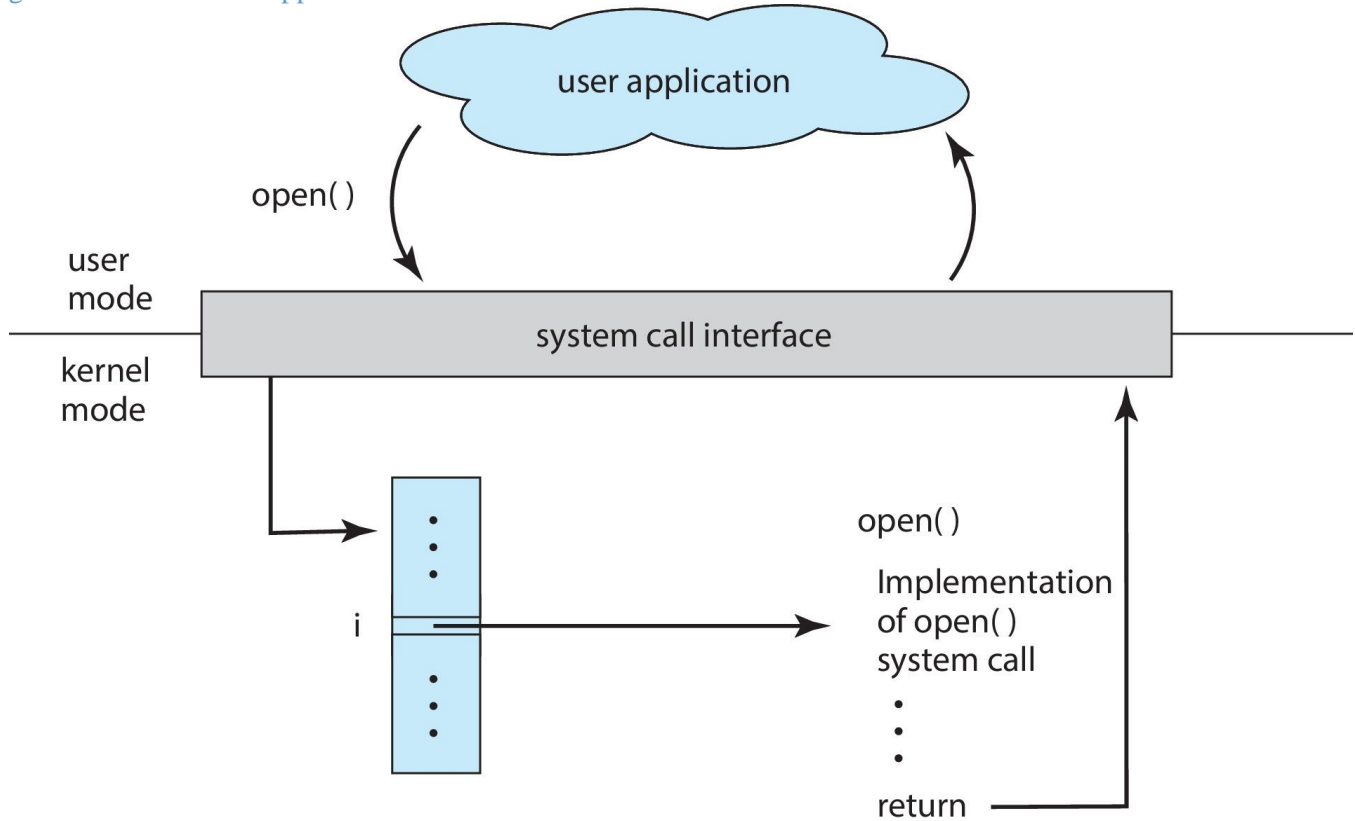 user application
open( )
user
mode
system call interface
kernel
mode
open( )
i
Implementation
of open( )
system call
return